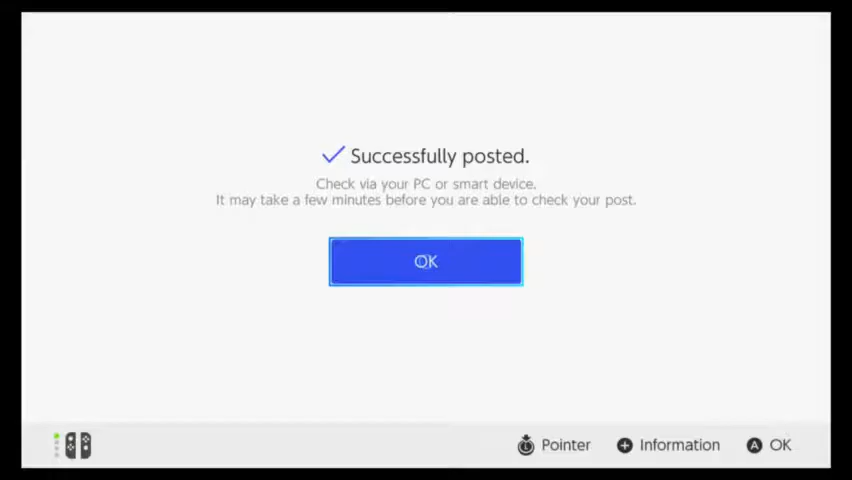 Successfully posted.
Check via your PC or smart device.
It may take a few minutes before you are able to check your post.
OK
L Pointer
+ Information
A OK